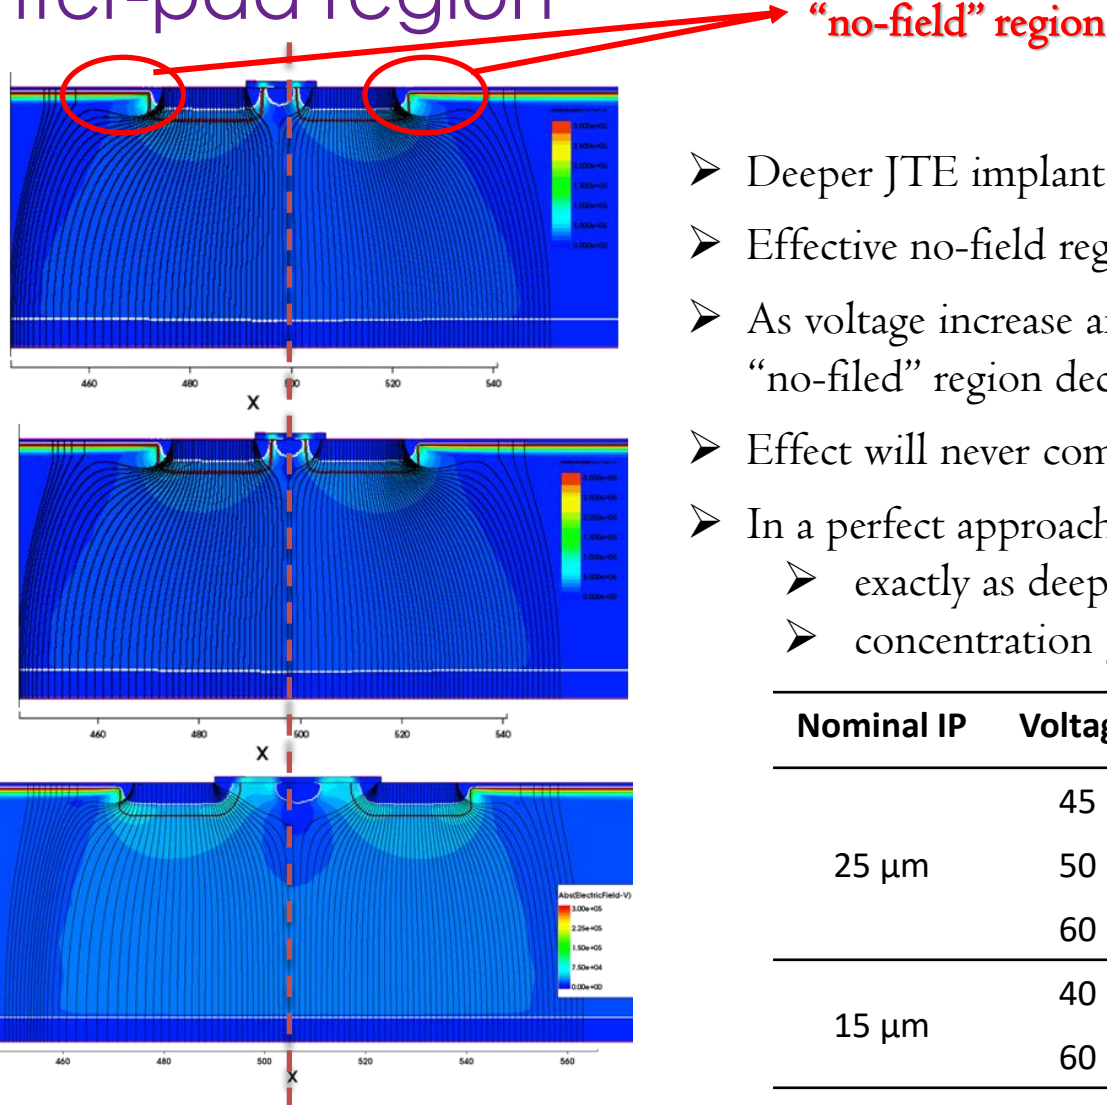 “no-field” region
Deeper JTE implant
Effective no-field reg
As voltage increase a
“no-filed” region dec
Effect will never com
In a perfect approach
exactly as deep
concentration
Nominal IP Voltag
45
25 µm 50
60
40
15 µm
60
460 480 500 520 540
X
460 480 500 520 540
X
Abs(ElectricField-V)
3.00e+05
2.25e+05
1.50e+05
7.50e+04
0.00e+00
460 480 500 520 540 560
X